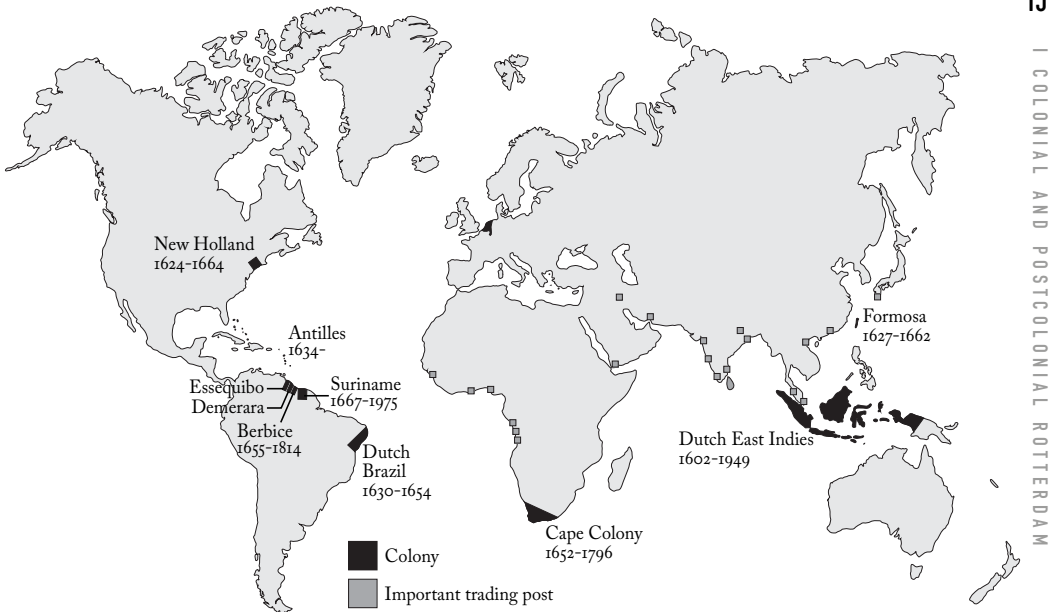 15
I COLONIAL AND POSTCOLONIAL ROTTERDAM
New Holland
1624-1664
Antilles
1634-
Essequibo
Demerara
Berbice
1655-1814
Suriname
1667-1975
Dutch
Brazil
1630-1654
Formosa
1627-1662
Dutch East Indies
1602-1949
Cape Colony
1652-1796
Colony
Important trading post